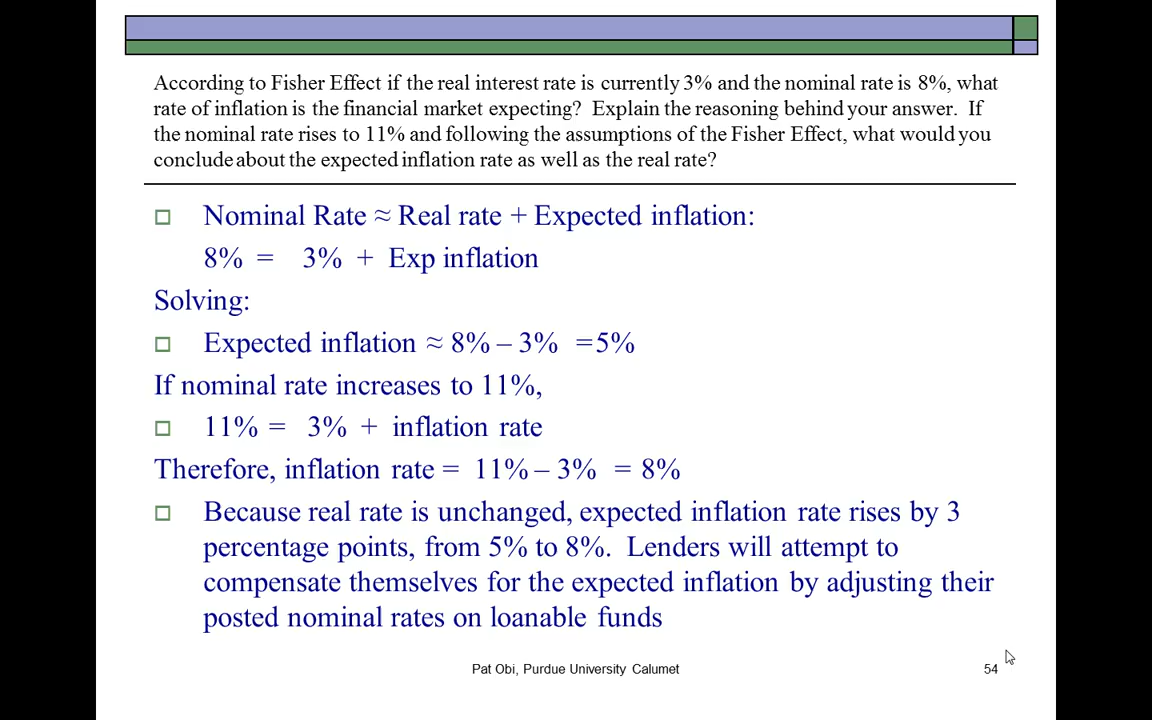 According to Fisher Effect if the real interest rate is currently 3% and the nominal rate is 8%, what
rate of inflation is the financial market expecting? Explain the reasoning behind your answer. If
the nominal rate rises to 11% and following the assumptions of the Fisher Effect, what would you
conclude about the expected inflation rate as well as the real rate?
Nominal Rate ≈ Real rate + Expected inflation:
8% = 3% + Exp inflation
Solving:
Expected inflation ≈ 8% – 3% =5%
If nominal rate increases to 11%,
11% = 3% + inflation rate
Therefore, inflation rate = 11% – 3% = 8%
Because real rate is unchanged, expected inflation rate rises by 3
percentage points, from 5% to 8%. Lenders will attempt to
compensate themselves for the expected inflation by adjusting their
posted nominal rates on loanable funds
Pat Obi, Purdue University Calumet
54